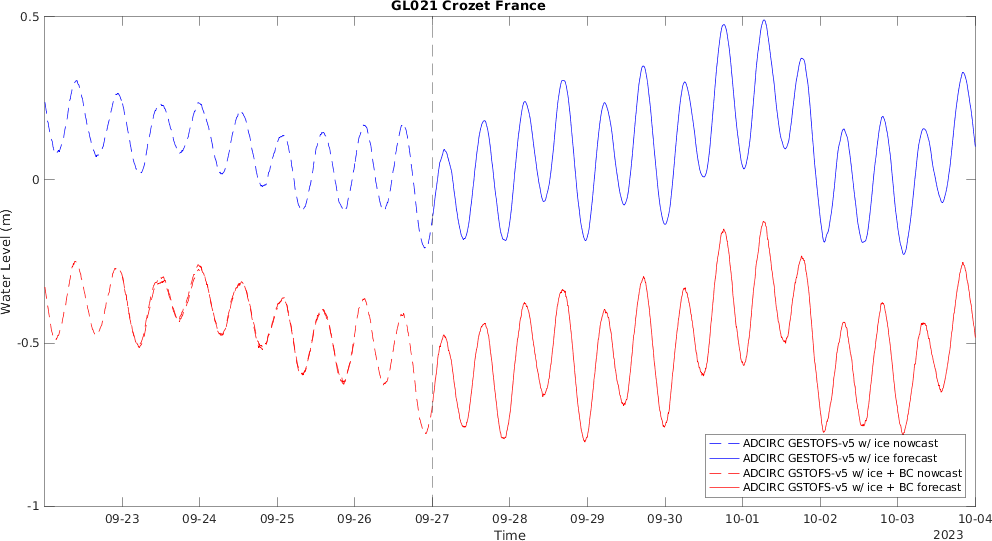 GL021 Crozet France
0.5
0
-0.5
-1
Water Level (m)
09-23 09-24 09-25 09-26 09-27 09-28 09-29 09-30 10-01 10-02 10-03 10-04
Time
2023
ADCIRC GESTOFS-v5 w/ ice nowcast
ADCIRC GESTOFS-v5 w/ ice forecast
ADCIRC GSTOFS-v5 w/ ice + BC nowcast
ADCIRC GSTOFS-v5 w/ ice + BC forecast